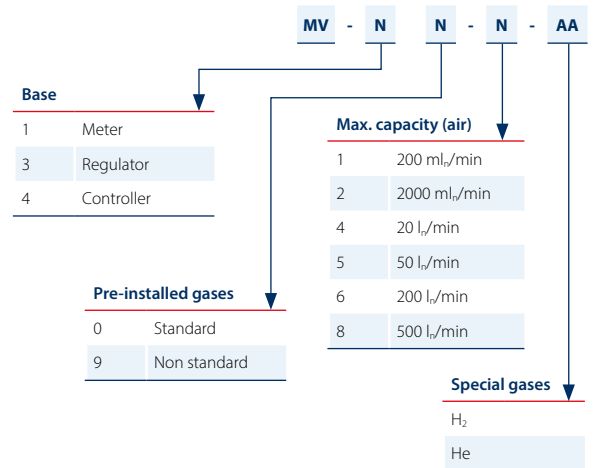 MV - N N - N - AA
Base
1 Meter
3 Regulator
4 Controller
Max. capacity (air)
1 200 mlₙ/min
2 2000 mlₙ/min
4 20 lₙ/min
5 50 lₙ/min
6 200 lₙ/min
8 500 lₙ/min
Pre-installed gases
0 Standard
9 Non standard
Special gases
H₂
He